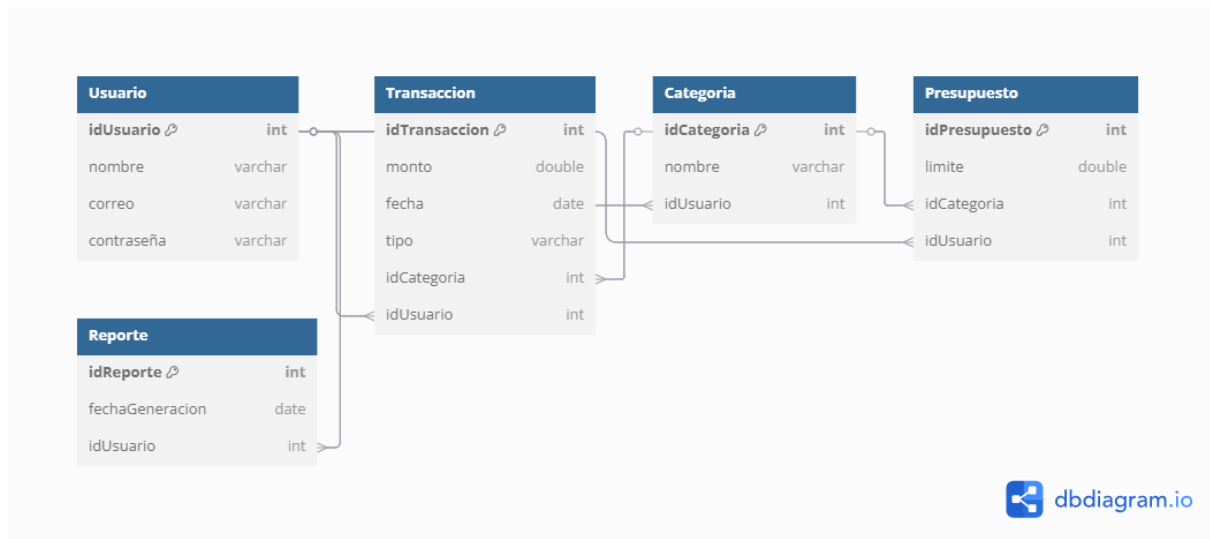 Usuario
idUsuario int
nombre varchar
correo varchar
contraseña varchar
Transaccion
idTransaccion int
monto double
fecha date
tipo varchar
idCategoria int
idUsuario int
Categoria
idCategoria int
nombre varchar
idUsuario int
Presupuesto
idPresupuesto int
limite double
idCategoria int
idUsuario int
Reporte
idReporte int
fechaGeneracion date
idUsuario int
dbdiagram.io